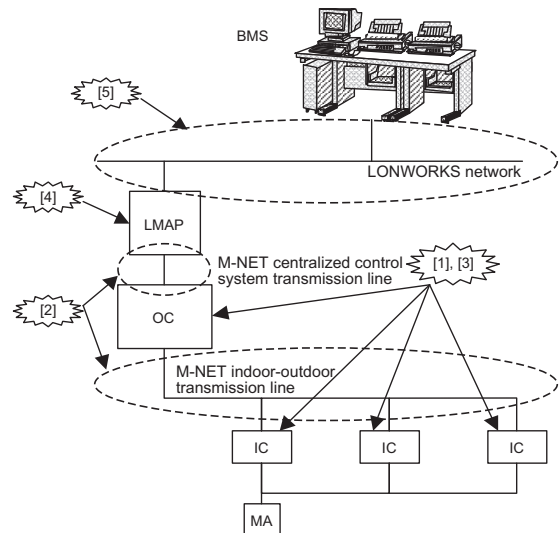 BMS
[5]
LONWORKS network
[4]
LMAP
M-NET centralized control
system transmission line
[1], [3]
[2]
OC
M-NET indoor-outdoor
transmission line
IC
IC
IC
MA